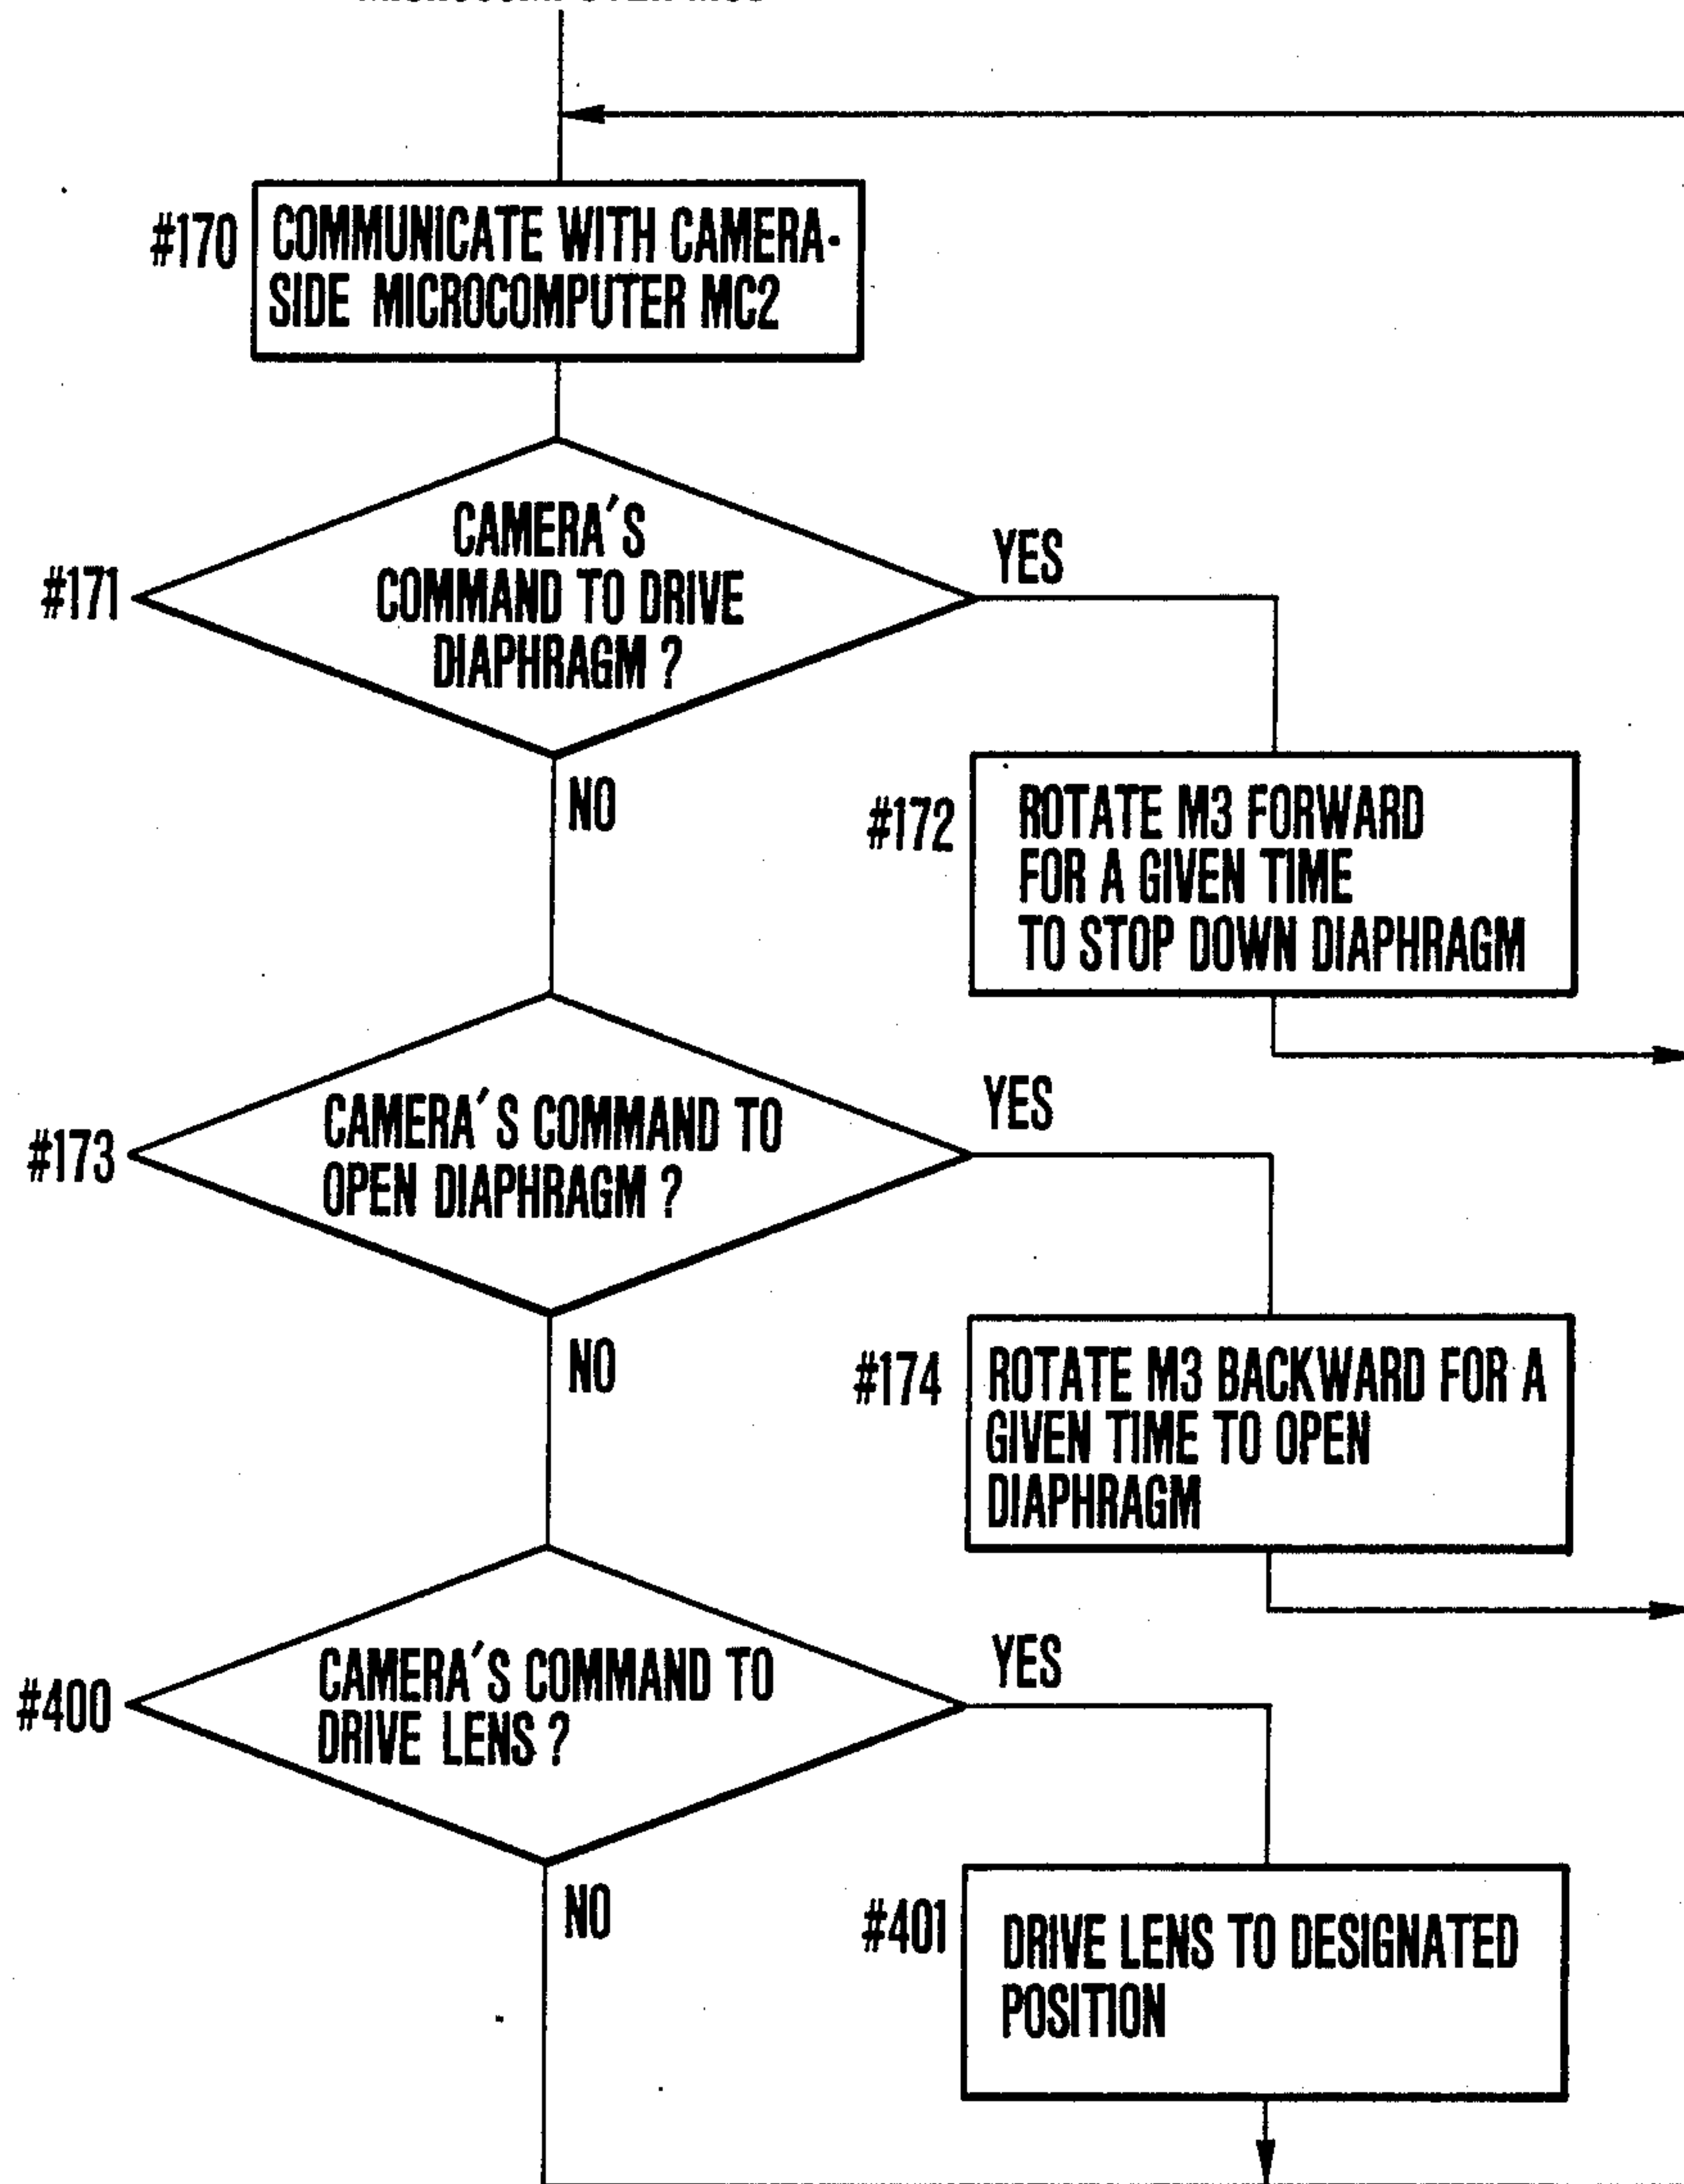 #170
COMMUNICATE WITH CAMERA-
SIDE MICROCOMPUTER MC2
#171
CAMERA'S
COMMAND TO DRIVE
DIAPHRAGM ?
YES
NO
#172
ROTATE M3 FORWARD
FOR A GIVEN TIME
TO STOP DOWN DIAPHRAGM
#173
CAMERA'S COMMAND TO
OPEN DIAPHRAGM ?
YES
NO
#174
ROTATE M3 BACKWARD FOR A
GIVEN TIME TO OPEN
DIAPHRAGM
#400
CAMERA'S COMMAND TO
DRIVE LENS ?
YES
NO
#401
DRIVE LENS TO DESIGNATED
POSITION